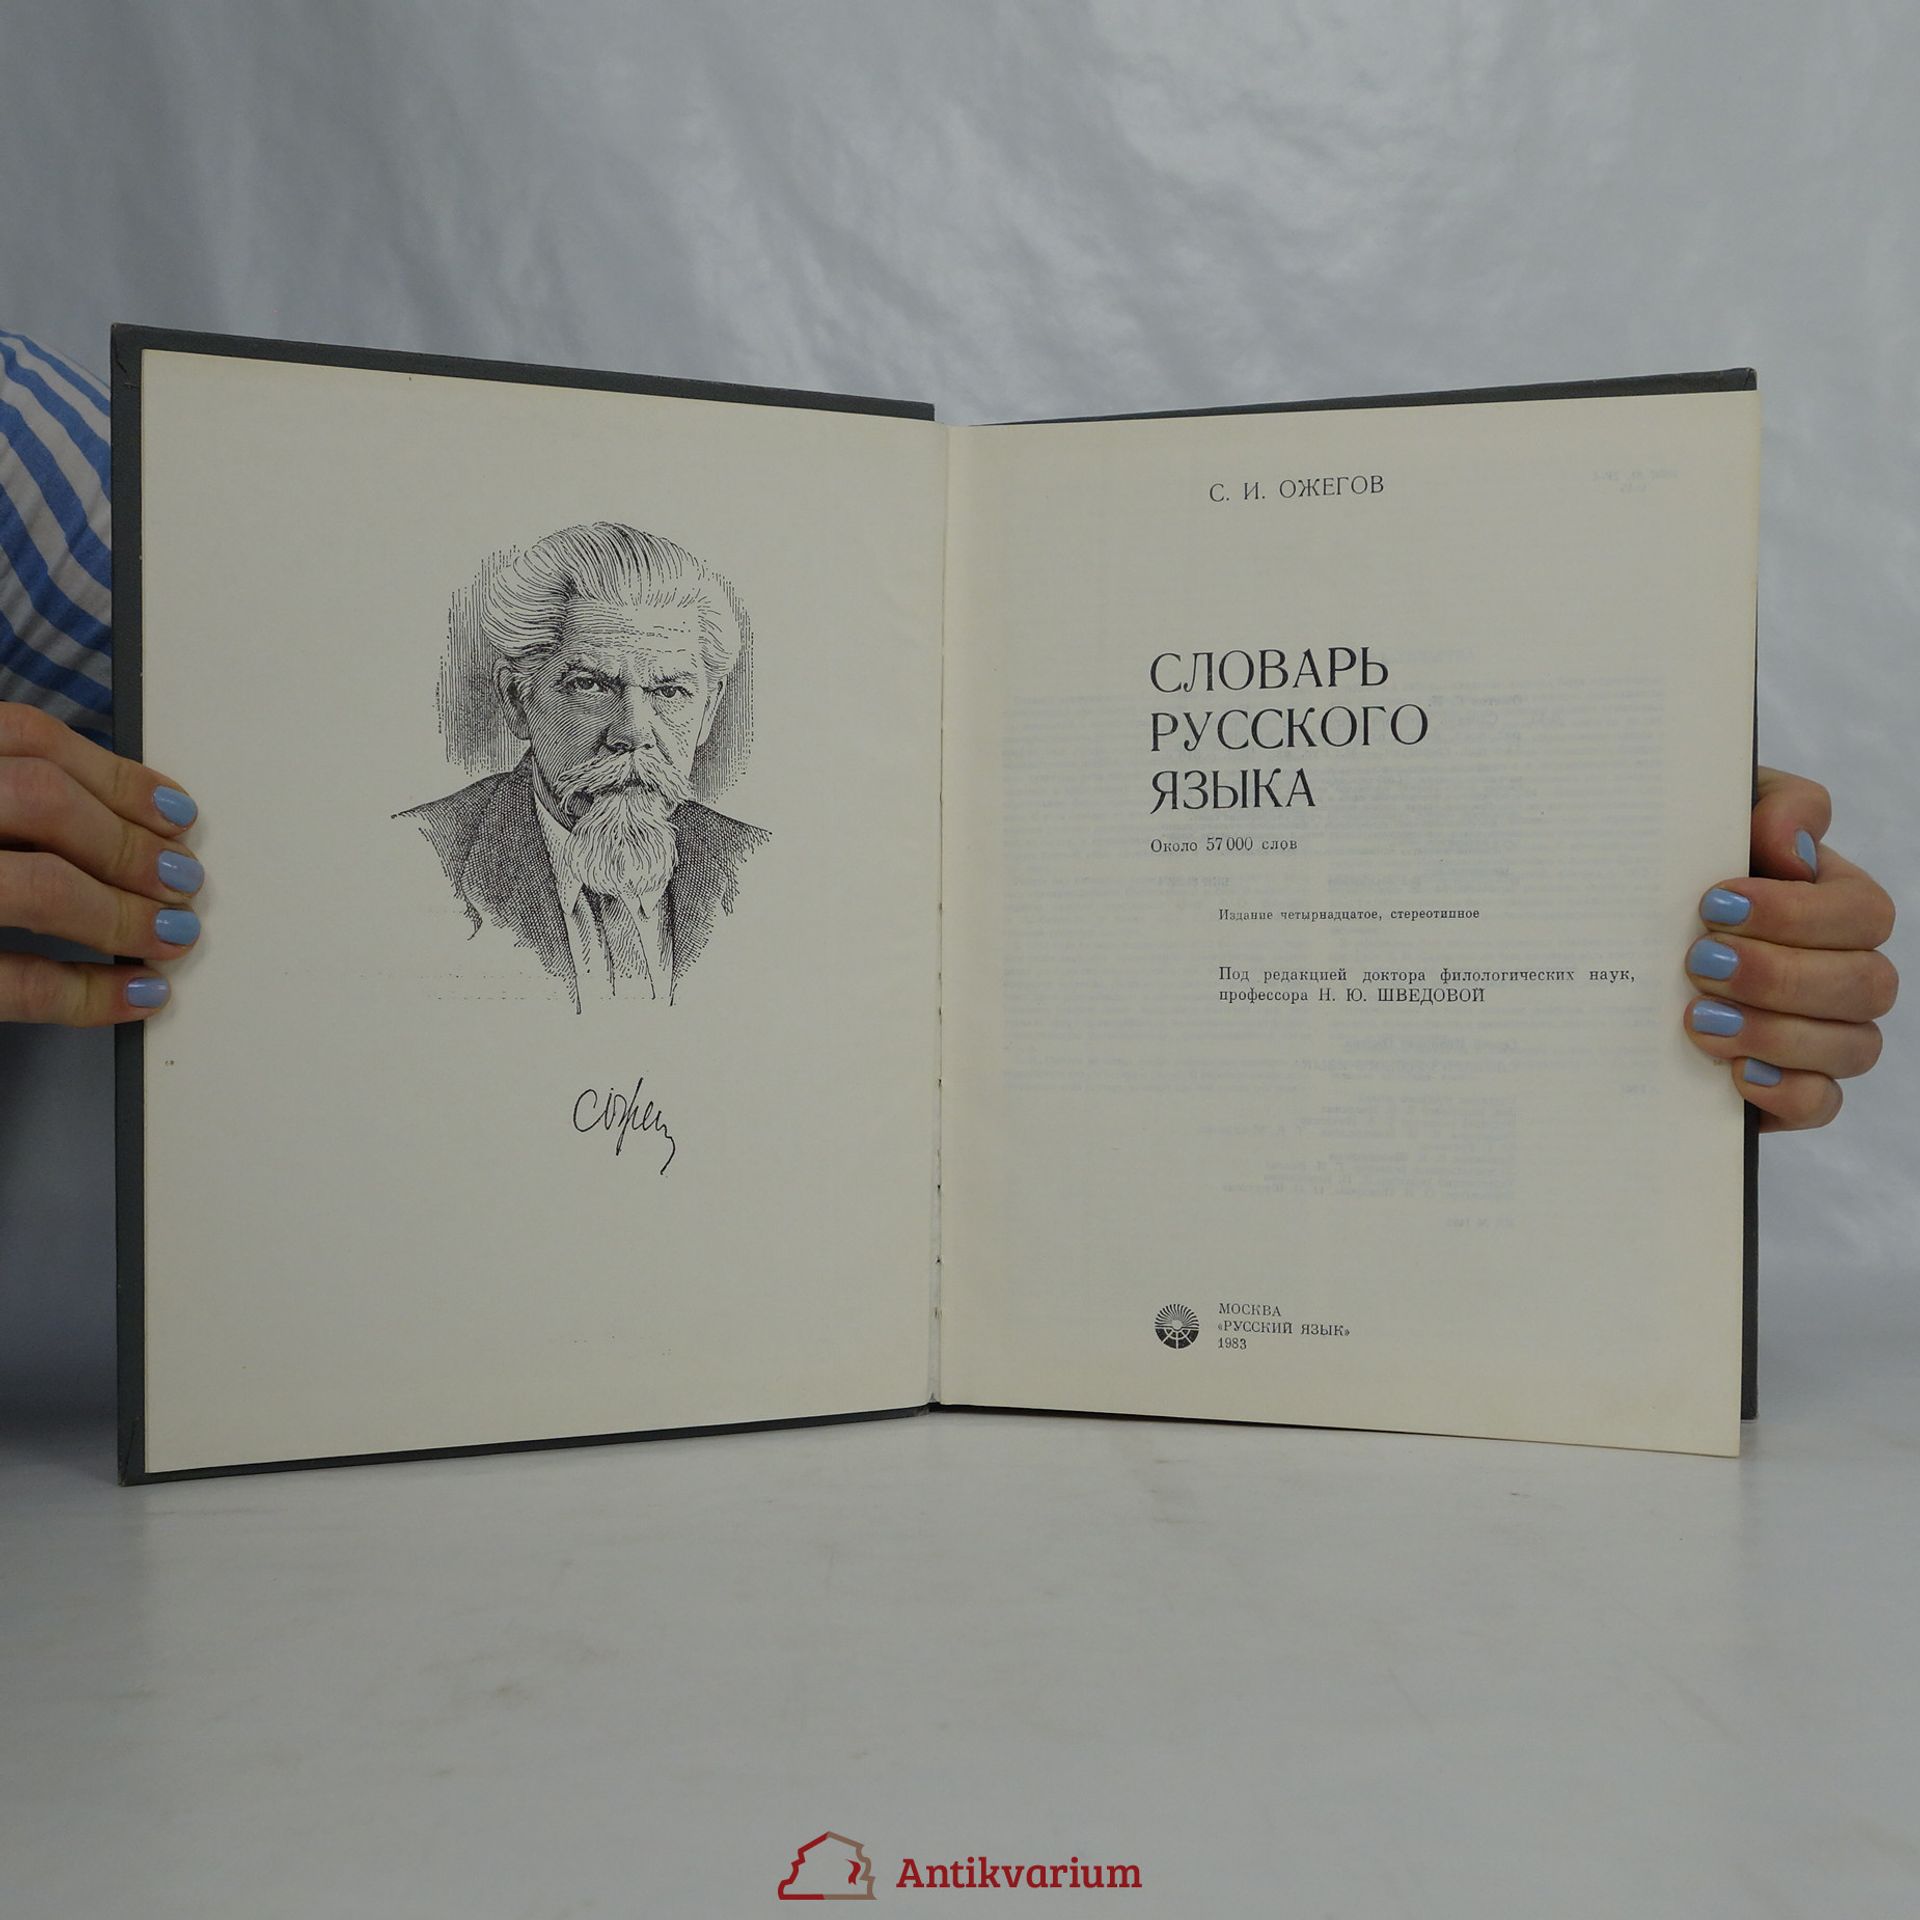 С. И. ОЖЕГОВ
СЛОВАРЬ
РУССКОГО
ЯЗЫКА
Около 57 000 слов
Издание четырнадцатое, стереотипное
Под редакцией доктора филологических наук,
профессора Н. Ю. ШВЕДОВОЙ
МОСКВА
«РУССКИЙ ЯЗЫК»
1983
Antikvarium